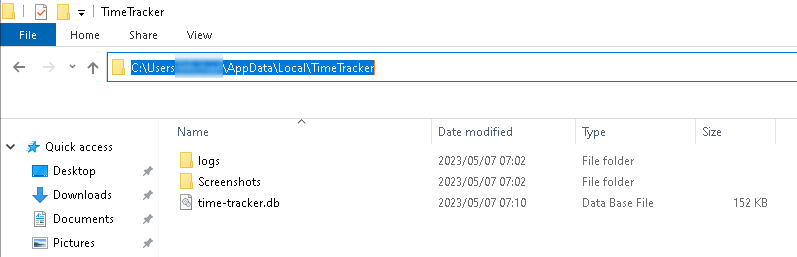 TimeTracker
File Home Share View
C:\Users\AppData\Local\TimeTracker
Name Date modified Type Size
Quick access
Desktop
Downloads
Documents
Pictures
logs 2023/05/07 07:02 File folder
Screenshots 2023/05/07 07:02 File folder
time-tracker.db 2023/05/07 07:10 Data Base File 152 KB